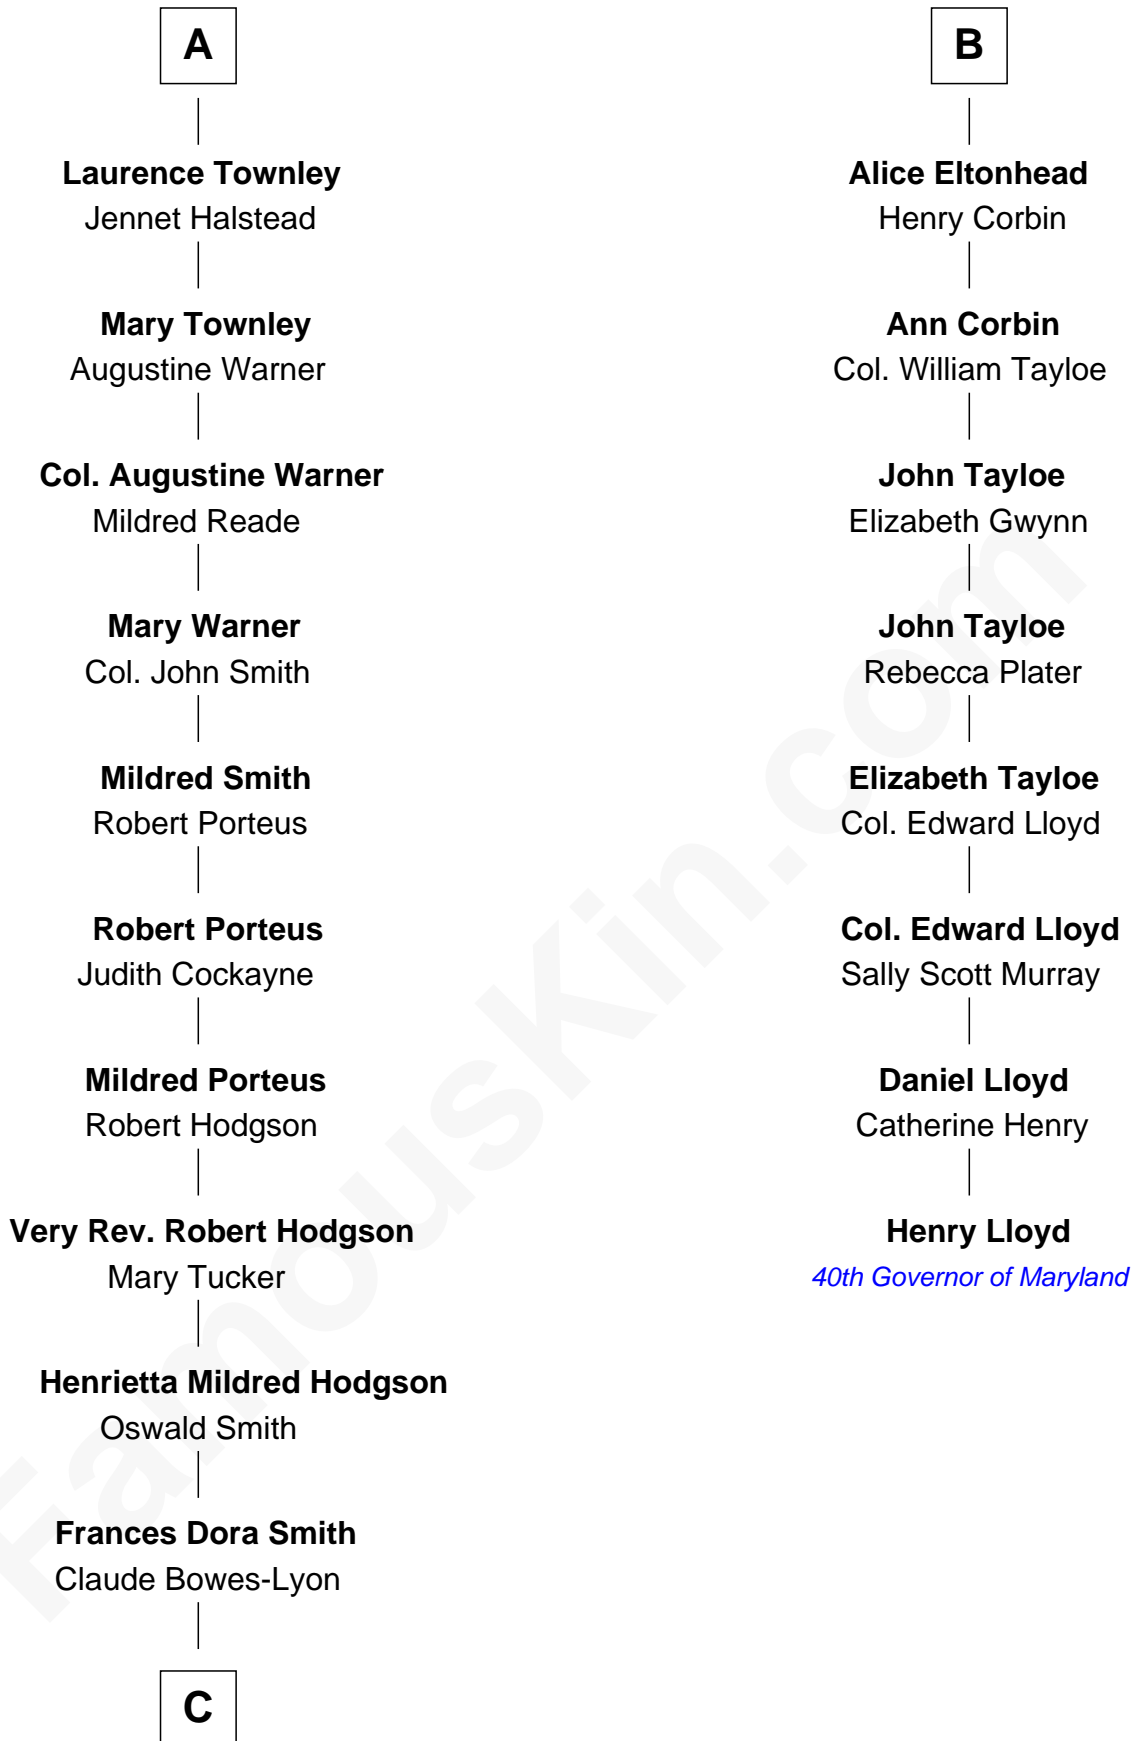 A
Laurence Townley
Jennet Halstead
Mary Townley
Augustine Warner
Col. Augustine Warner
Mildred Reade
Mary Warner
Col. John Smith
Mildred Smith
Robert Porteus
Robert Porteus
Judith Cockayne
Mildred Porteus
Robert Hodgson
Very Rev. Robert Hodgson
Mary Tucker
Henrietta Mildred Hodgson
Oswald Smith
Frances Dora Smith
Claude Bowes-Lyon
C
B
Alice Eltonhead
Henry Corbin
Ann Corbin
Col. William Tayloe
John Tayloe
Elizabeth Gwynn
John Tayloe
Rebecca Plater
Elizabeth Tayloe
Col. Edward Lloyd
Col. Edward Lloyd
Sally Scott Murray
Daniel Lloyd
Catherine Henry
Henry Lloyd
40th Governor of Maryland
FamousKin.com